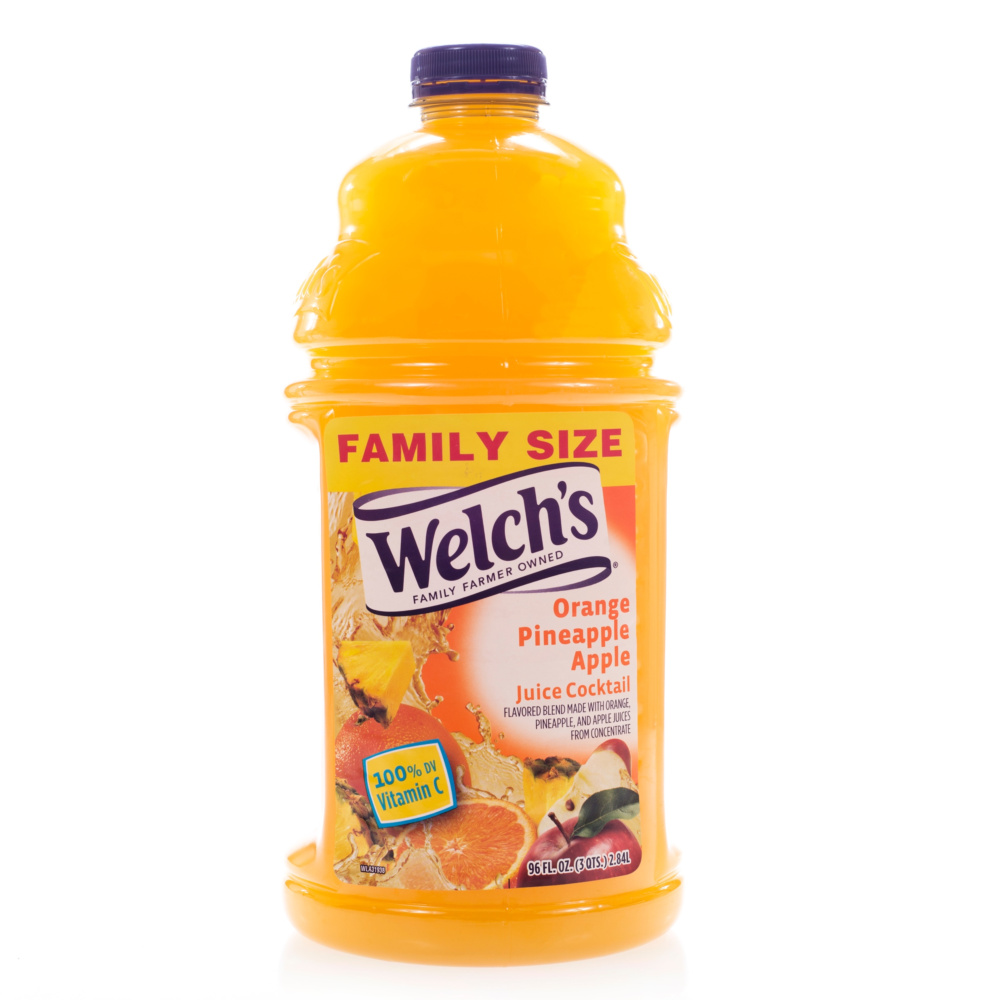 FAMILY SIZE
Welch's
FAMILY FARMER OWNED
®
Orange
Pineapple
Apple
Juice Cocktail
FLAVORED BLEND MADE WITH ORANGE,
PINEAPPLE, AND APPLE JUICES
FROM CONCENTRATE
100% DV
Vitamin C
WLA31938
96 FL. OZ. (3 QTS.) 2.84L